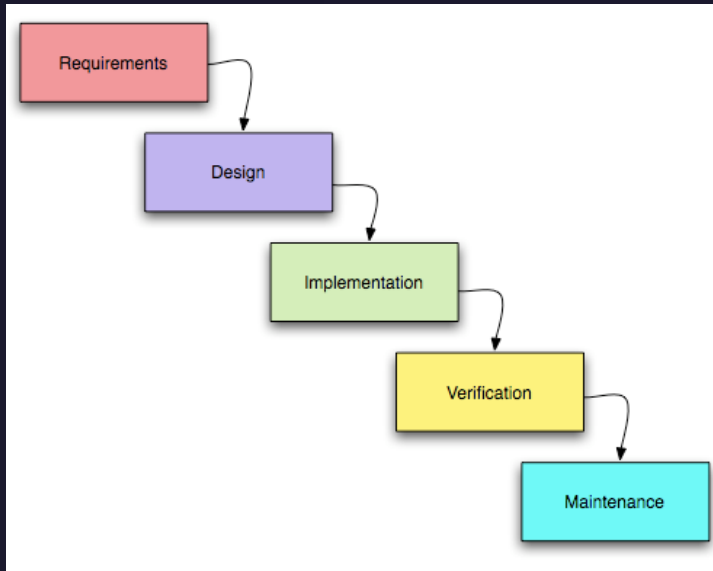 Requirements
Design
Implementation
Verification
Maintenance